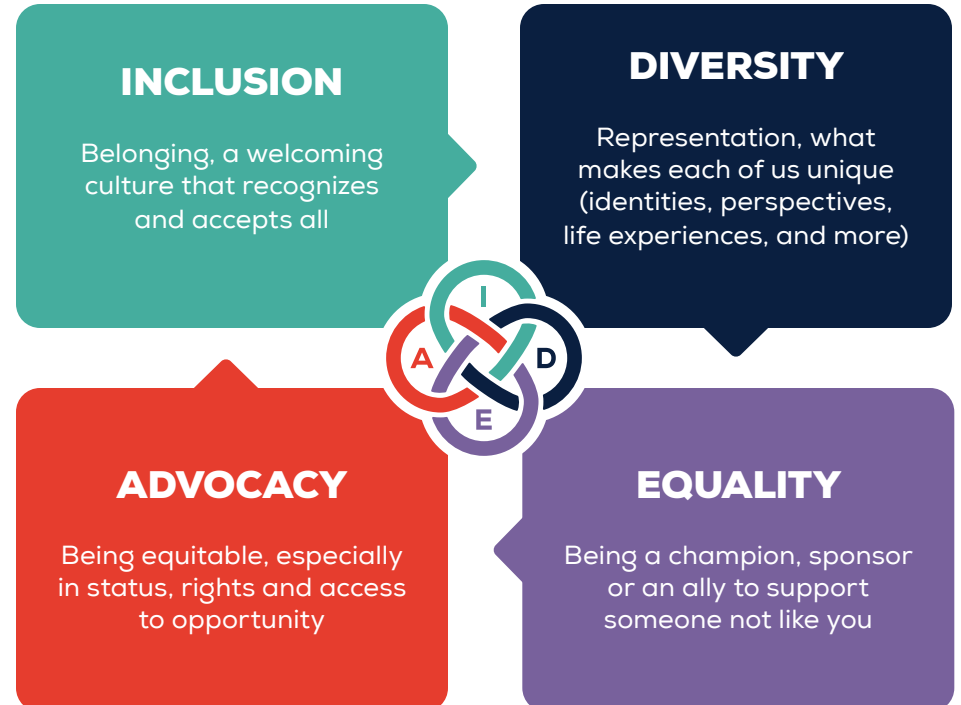 INCLUSION
Belonging, a welcoming
culture that recognizes
and accepts all
DIVERSITY
Representation, what
makes each of us unique
(identities, perspectives,
life experiences, and more)
I
A
D
E
ADVOCACY
Being equitable, especially
in status, rights and access
to opportunity
EQUALITY
Being a champion, sponsor
or an ally to support
someone not like you